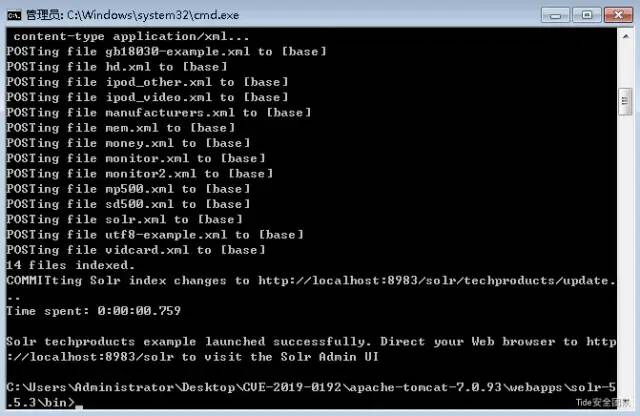 管理员: C:\Windows\system32\cmd.exe
content-type application/xml...
POSTing file gb18030-example.xml to [base]
POSTing file hd.xml to [base]
POSTing file ipod_other.xml to [base]
POSTing file ipod_video.xml to [base]
POSTing file manufacturers.xml to [base]
POSTing file mem.xml to [base]
POSTing file money.xml to [base]
POSTing file monitor.xml to [base]
POSTing file monitor2.xml to [base]
POSTing file mp500.xml to [base]
POSTing file sd500.xml to [base]
POSTing file solr.xml to [base]
POSTing file utf8-example.xml to [base]
POSTing file vidcard.xml to [base]
14 files indexed.
COMMITting Solr index changes to http://localhost:8983/solr/techproducts/update.
..
Time spent: 0:00:00.759
Solr techproducts example launched successfully. Direct your Web browser to http
://localhost:8983/solr to visit the Solr Admin UI
C:\Users\Administrator\Desktop\CVE-2019-0192\apache-tomcat-7.0.93\webapps\solr-5
.5.3\bin>
Tide安全团队